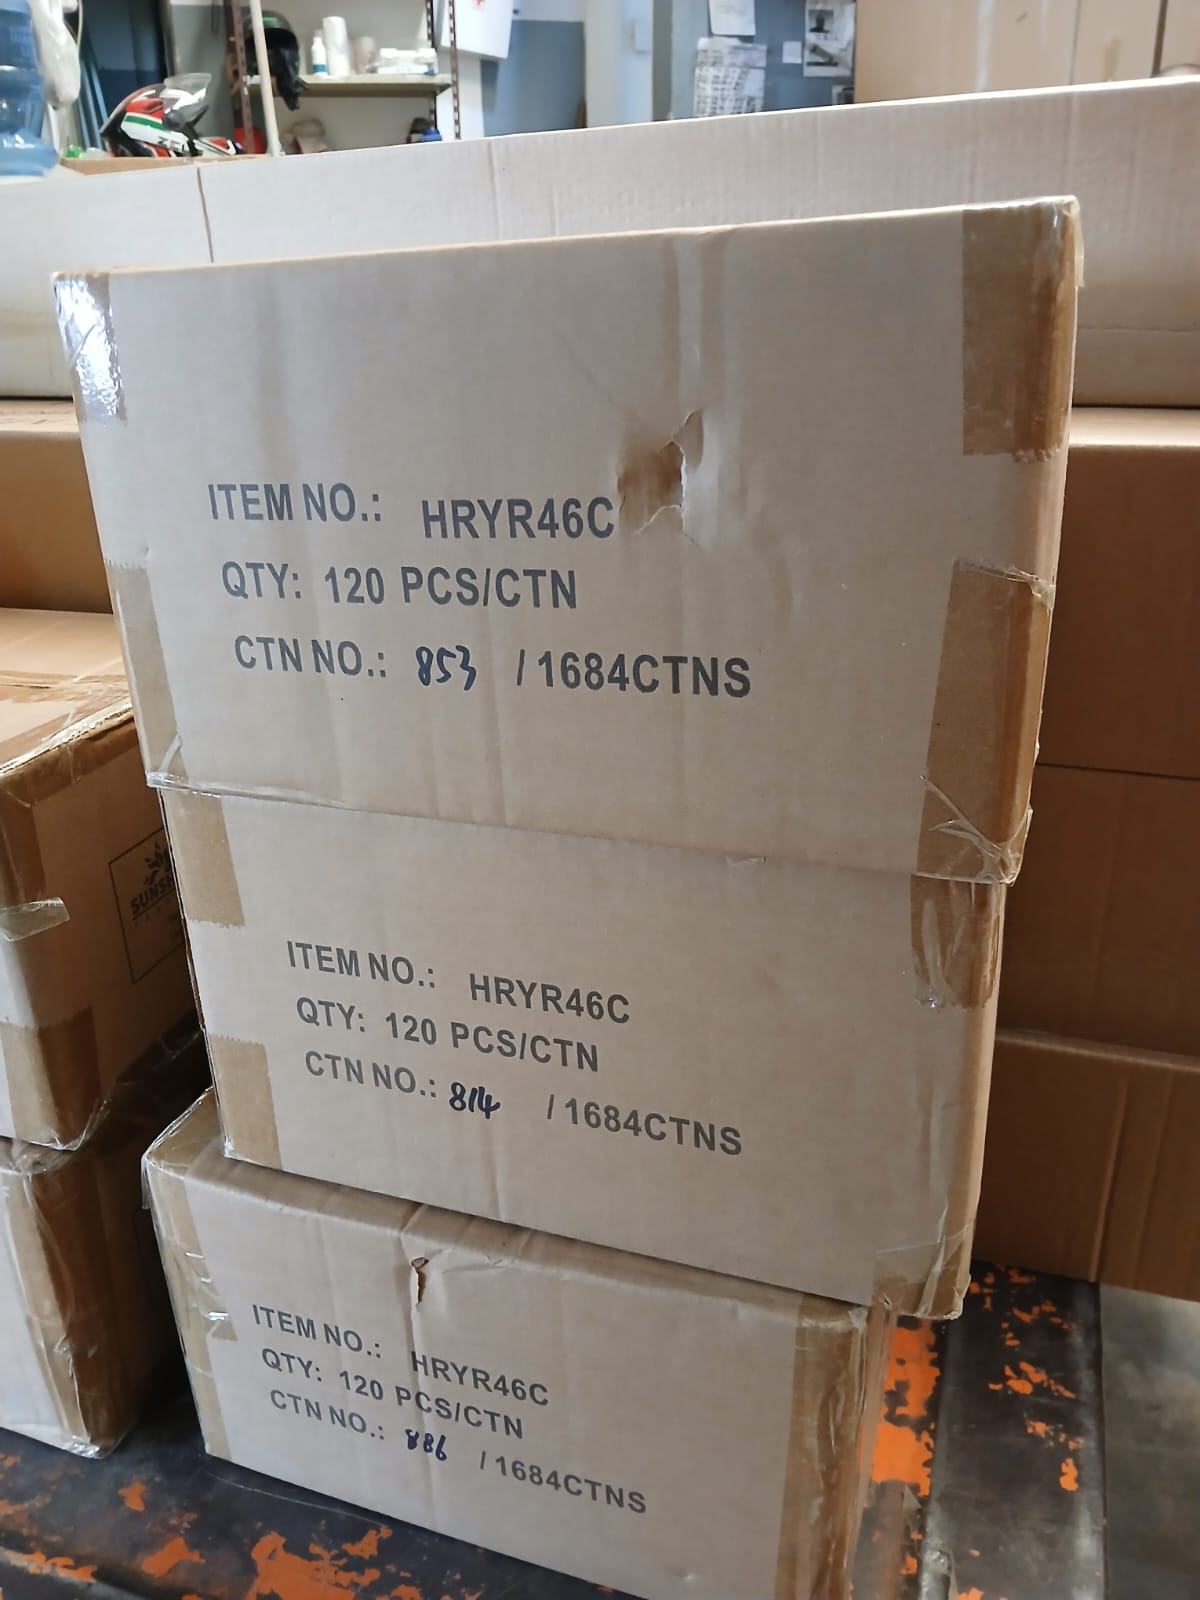 ITEM NO.: HRYR46C
QTY: 120 PCS/CTN
CTN NO.: 853 / 1684CTNS
ITEM NO.: HRYR46C
QTY: 120 PCS/CTN
CTN NO.: 814 / 1684CTNS
ITEM NO.: HRYR46C
QTY: 120 PCS/CTN
CTN NO.: 886 / 1684CTNS